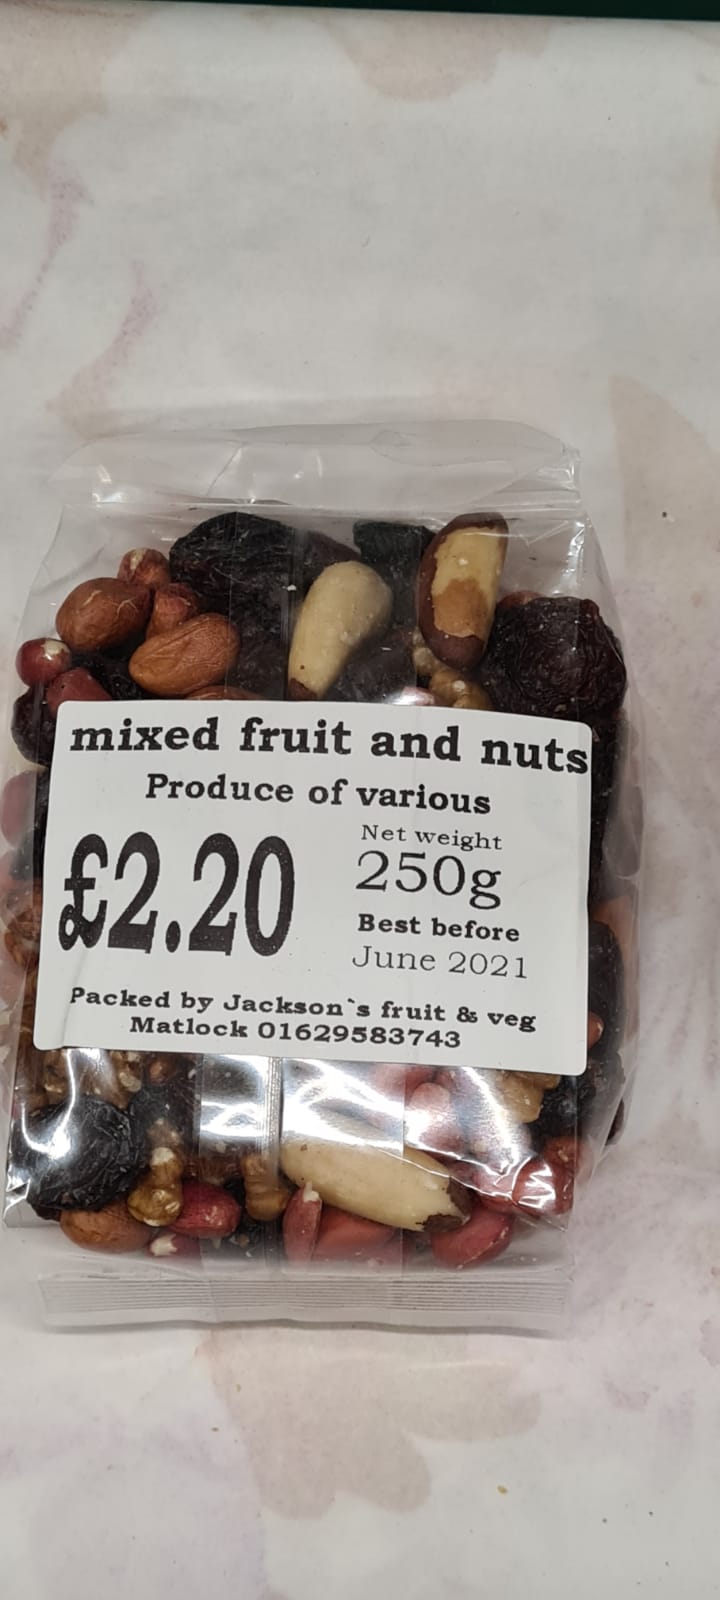 mixed fruit and nuts
Produce of various
£2.20
Net weight
250g
Best before
June 2021
Packed by Jackson`s fruit & veg
Matlock 01629583743